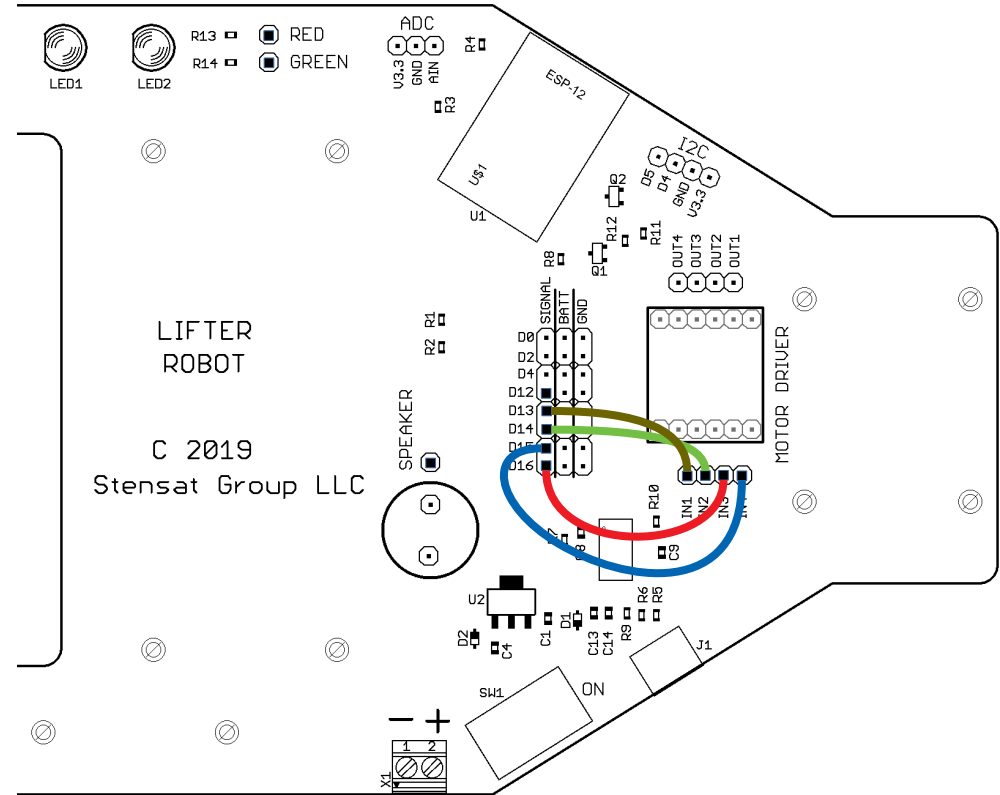 ADC
R13
RED
R14
GREEN
V3.3
GND
AIN
R4
R3
LED1
LED2
ESP-12
U$1
U1
I2C
D5
D4
GND
V3.3
Q2
R12
R11
Q1
R8
OUT4
OUT3
OUT2
OUT1
SIGNAL
BATT
GND
D0
D2
D4
D12
D13
D14
D15
D16
R1
R2
LIFTER
ROBOT
C 2019
Stensat Group LLC
SPEAKER
MOTOR DRIVER
IN1
IN2
IN3
R10
C9
U2
D2
C4
C1
D1
C13
C14
R9
R6
R5
J1
SW1
ON
− +
1 2
X1